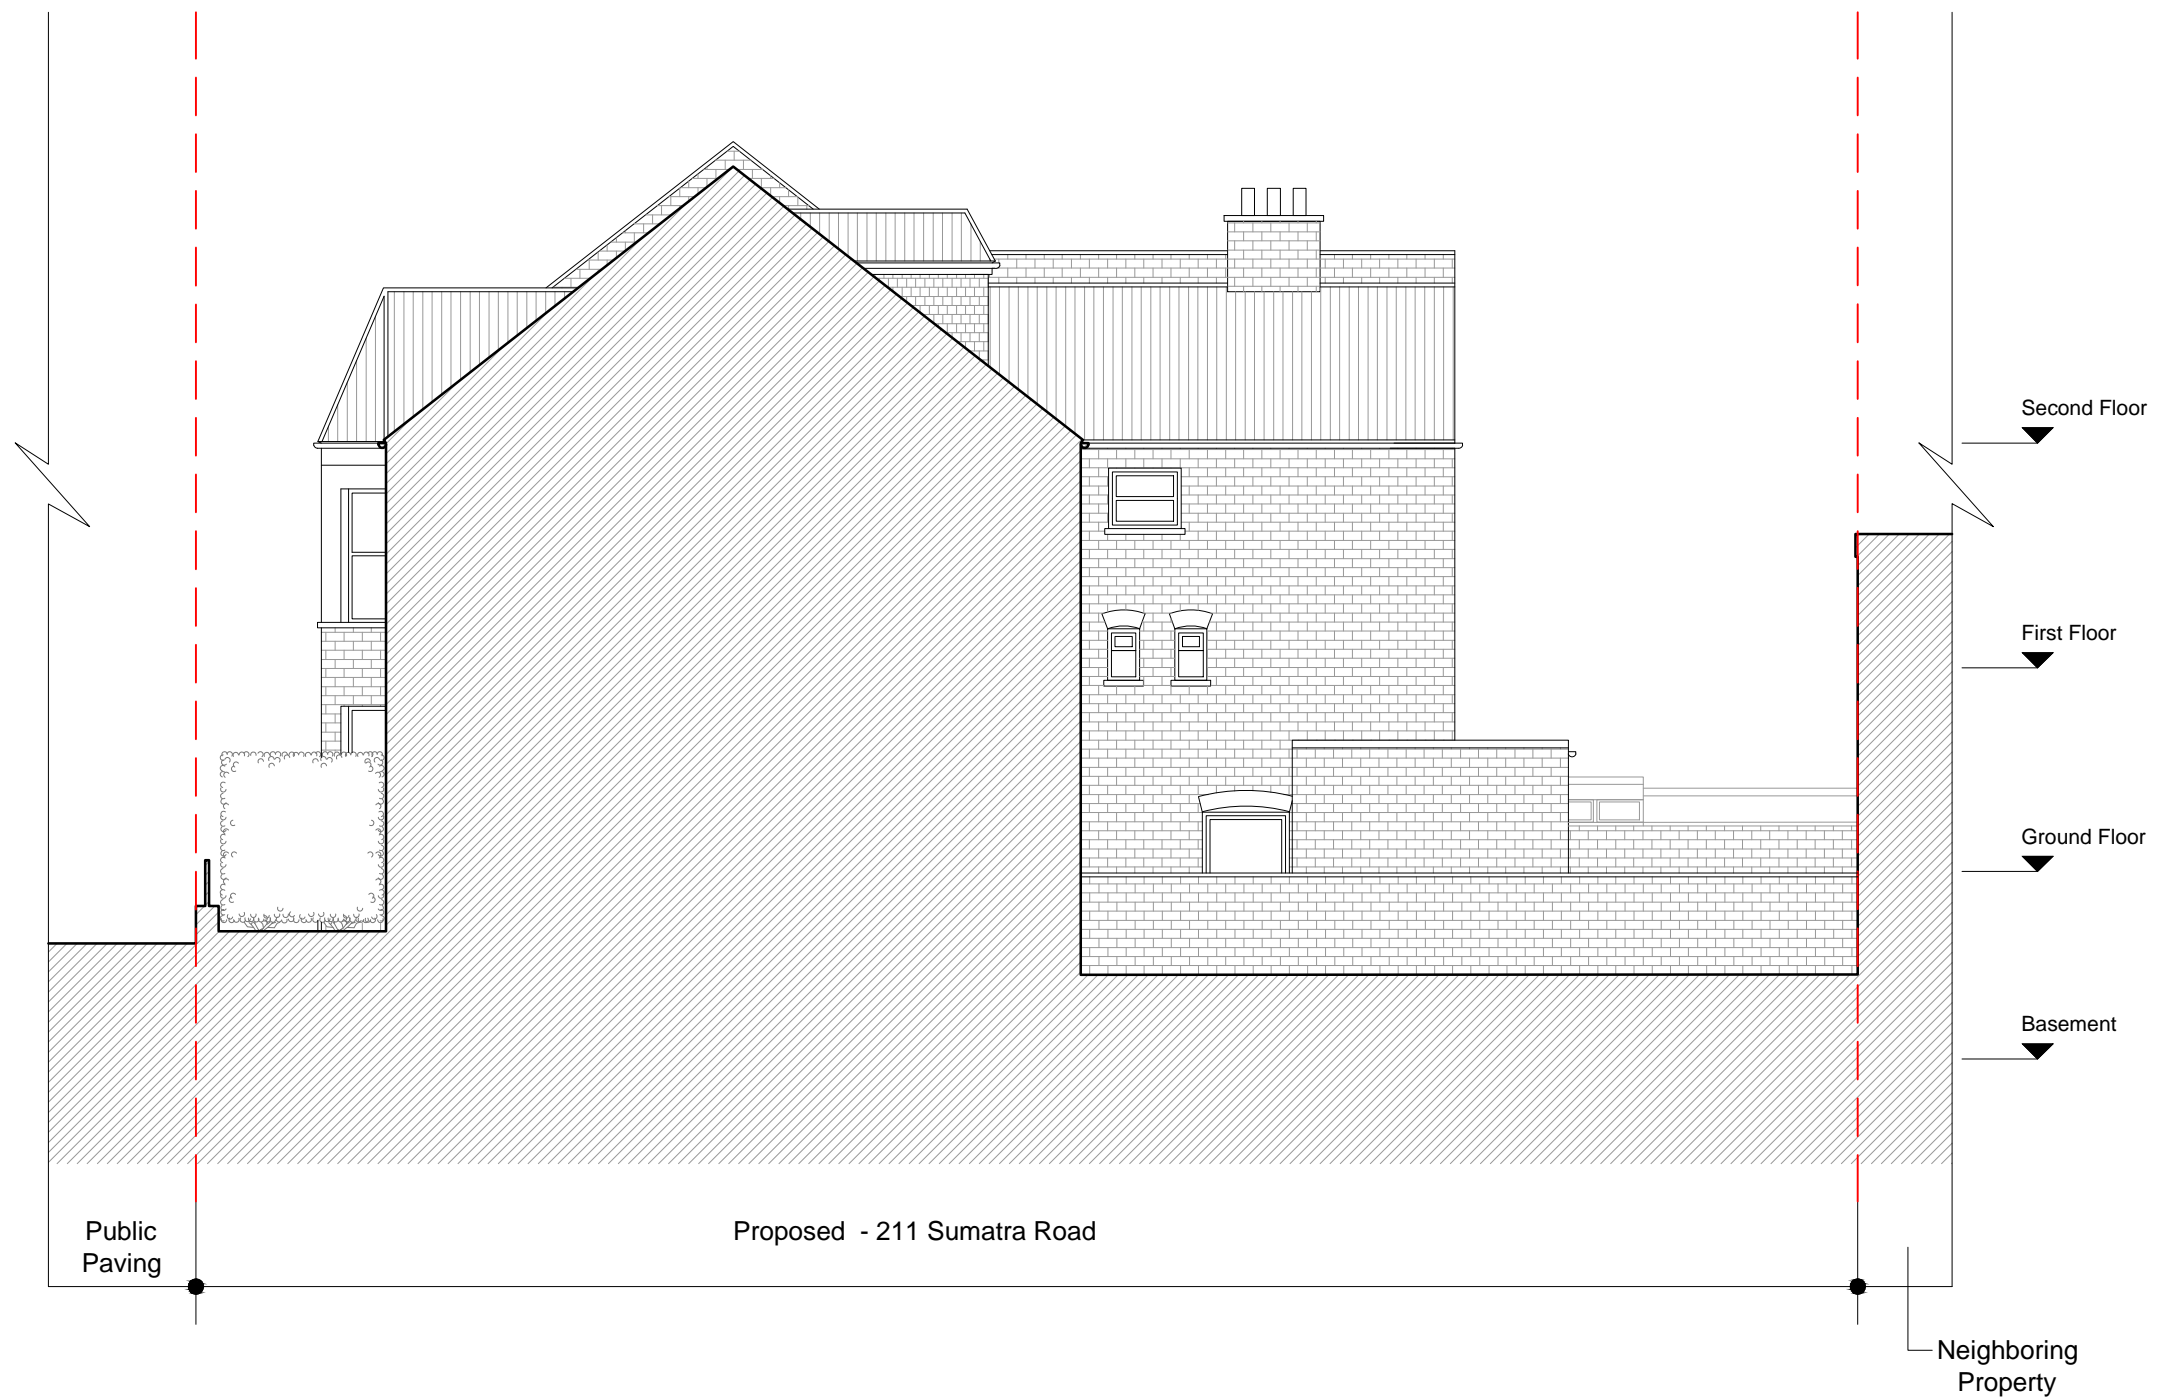 Second Floor
First Floor
Ground Floor
Basement
Public
Paving
Proposed - 211 Sumatra Road
Neighboring
Property